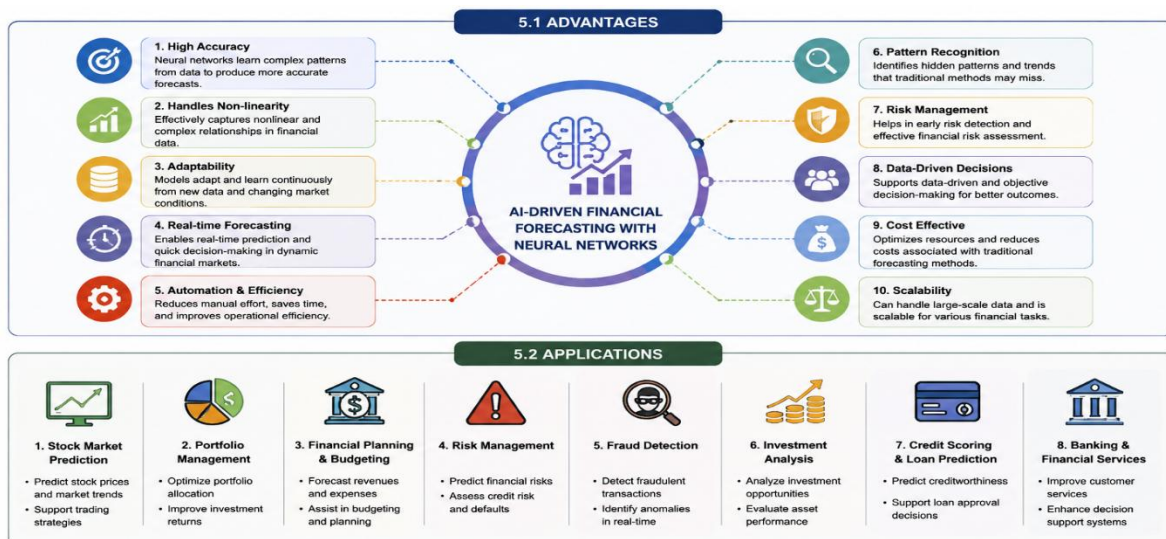 5.1 ADVANTAGES
1. High Accuracy
Neural networks learn complex patterns
from data to produce more accurate
forecasts.
2. Handles Non-linearity
Effectively captures nonlinear and
complex relationships in financial
data.
3. Adaptability
Models adapt and learn continuously
from new data and changing market
conditions.
4. Real-time Forecasting
Enables real-time prediction and
quick decision-making in dynamic
financial markets.
5. Automation & Efficiency
Reduces manual effort, saves time,
and improves operational efficiency.
AI-DRIVEN FINANCIAL
FORECASTING WITH
NEURAL NETWORKS
6. Pattern Recognition
Identifies hidden patterns and trends
that traditional methods may miss.
7. Risk Management
Helps in early risk detection and
effective financial risk assessment.
8. Data-Driven Decisions
Supports data-driven and objective
decision-making for better outcomes.
$
9. Cost Effective
Optimizes resources and reduces
costs associated with traditional
forecasting methods.
10. Scalability
Can handle large-scale data and is
scalable for various financial tasks.
5.2 APPLICATIONS
1. Stock Market
Prediction
• Predict stock prices
and market trends
• Support trading
strategies
$
2. Portfolio
Management
• Optimize portfolio
allocation
• Improve investment
returns
$
3. Financial Planning
& Budgeting
• Forecast revenues
and expenses
• Assist in budgeting
and planning
!
4. Risk Management
• Predict financial risks
• Assess credit risk
and defaults
5. Fraud Detection
• Detect fraudulent
transactions
• Identify anomalies
in real-time
6. Investment
Analysis
• Analyze investment
opportunities
• Evaluate asset
performance
7. Credit Scoring
& Loan Prediction
• Predict creditworthiness
• Support loan approval
decisions
8. Banking &
Financial Services
• Improve customer
services
• Enhance decision
support systems